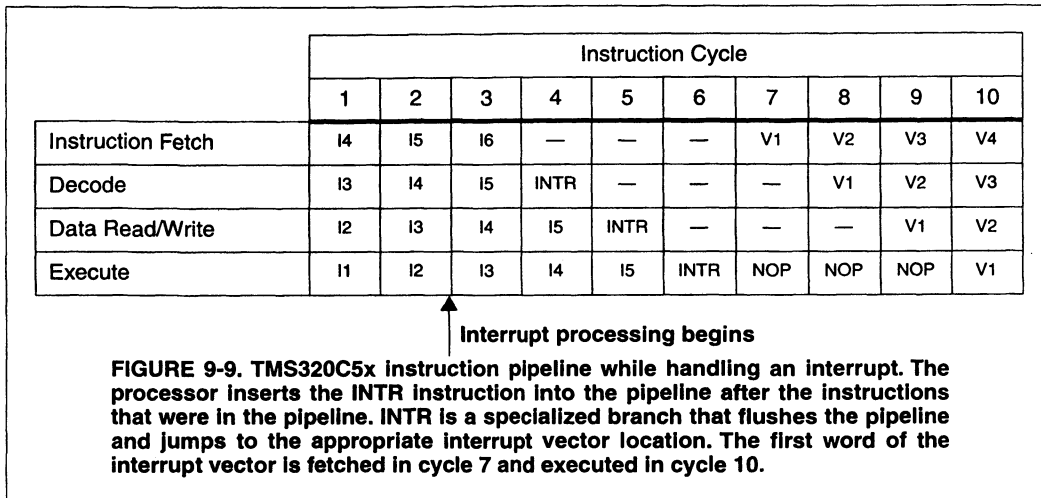 Instruction Cycle
1 2 3 4 5 6 7 8 9 10
Instruction Fetch I4 I5 I6 — — — V1 V2 V3 V4
Decode I3 I4 I5 INTR — — — V1 V2 V3
Data Read/Write I2 I3 I4 I5 INTR — — — V1 V2
Execute I1 I2 I3 I4 I5 INTR NOP NOP NOP V1
Interrupt processing begins
FIGURE 9-9. TMS320C5x instruction pipeline while handling an interrupt. The
processor inserts the INTR instruction into the pipeline after the instructions
that were in the pipeline. INTR is a specialized branch that flushes the pipeline
and jumps to the appropriate interrupt vector location. The first word of the
interrupt vector is fetched in cycle 7 and executed in cycle 10.